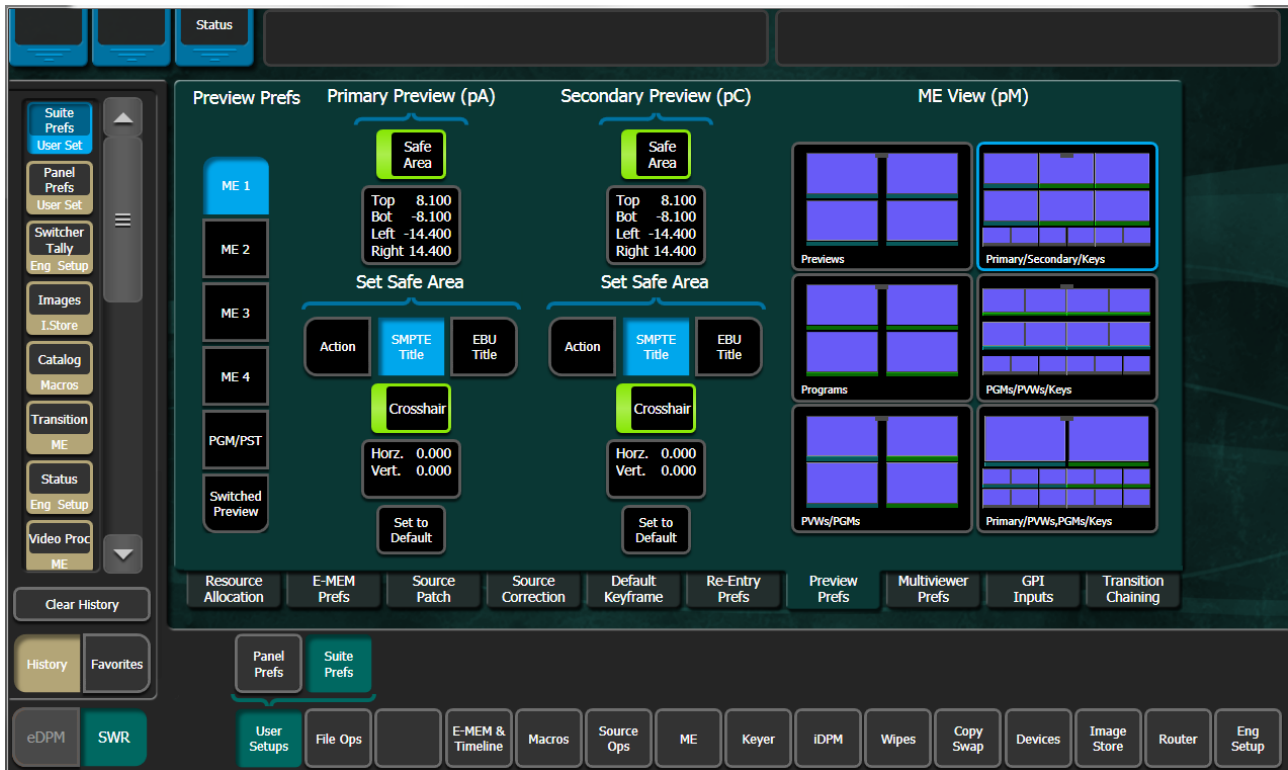 Status
Suite
Prefs
User Set
Panel
Prefs
User Set
Switcher
Tally
Eng Setup
Images
I.Store
Catalog
Macros
Transition
ME
Status
Eng Setup
Video Proc
ME
Clear History
History
Favorites
eDPM
SWR
Preview Prefs
ME 1
ME 2
ME 3
ME 4
PGM/PST
Switched
Preview
Primary Preview (pA)
Safe
Area
Top 8.100
Bot -8.100
Left -14.400
Right 14.400
Set Safe Area
Action
SMPTE
Title
EBU
Title
Crosshair
Horz. 0.000
Vert. 0.000
Set to
Default
Secondary Preview (pC)
Safe
Area
Top 8.100
Bot -8.100
Left -14.400
Right 14.400
Set Safe Area
Action
SMPTE
Title
EBU
Title
Crosshair
Horz. 0.000
Vert. 0.000
Set to
Default
ME View (pM)
Previews
Primary/Secondary/Keys
Programs
PGMs/PVWs/Keys
PVWs/PGMs
Primary/PVWs,PGMs/Keys
Resource
Allocation
E-MEM
Prefs
Source
Patch
Source
Correction
Default
Keyframe
Re-Entry
Prefs
Preview
Prefs
Multiviewer
Prefs
GPI
Inputs
Transition
Chaining
Panel
Prefs
Suite
Prefs
User
Setups
File Ops
E-MEM &
Timeline
Macros
Source
Ops
ME
Keyer
iDPM
Wipes
Copy
Swap
Devices
Image
Store
Router
Eng
Setup